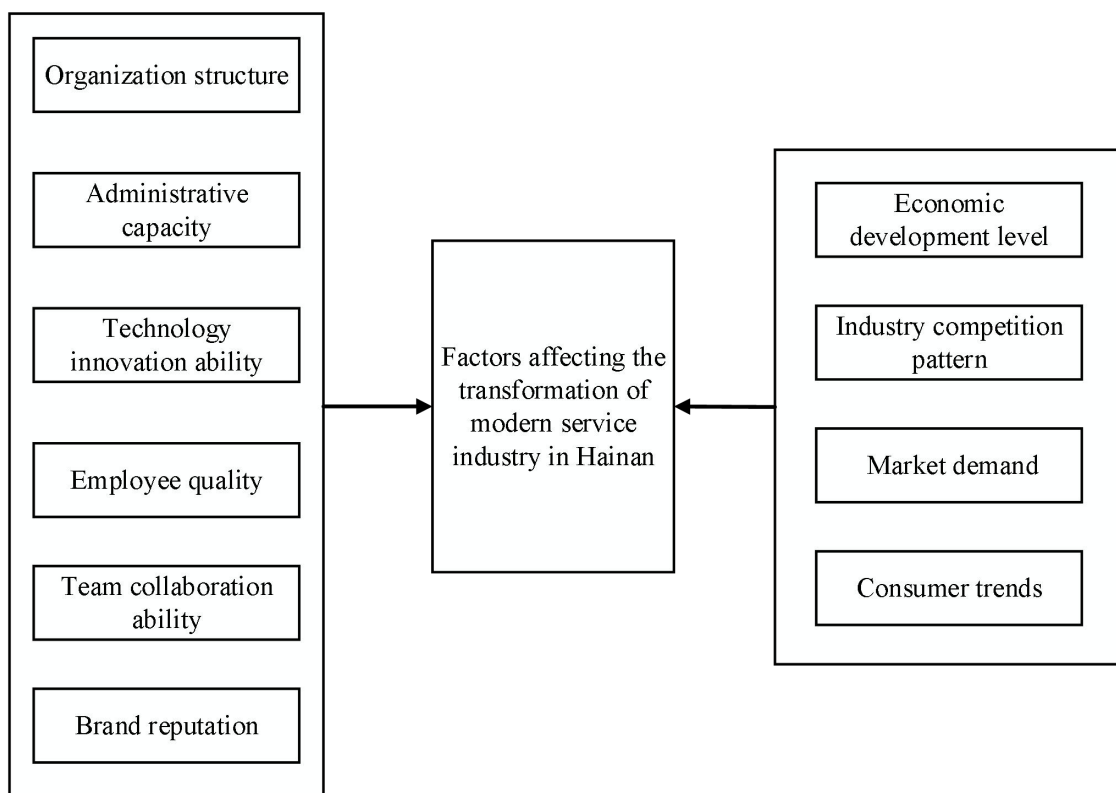 Organization structure
Administrative
capacity
Technology
innovation ability
Employee quality
Team collaboration
ability
Brand reputation
Factors affecting the
transformation of
modern service
industry in Hainan
Economic
development level
Industry competition
pattern
Market demand
Consumer trends